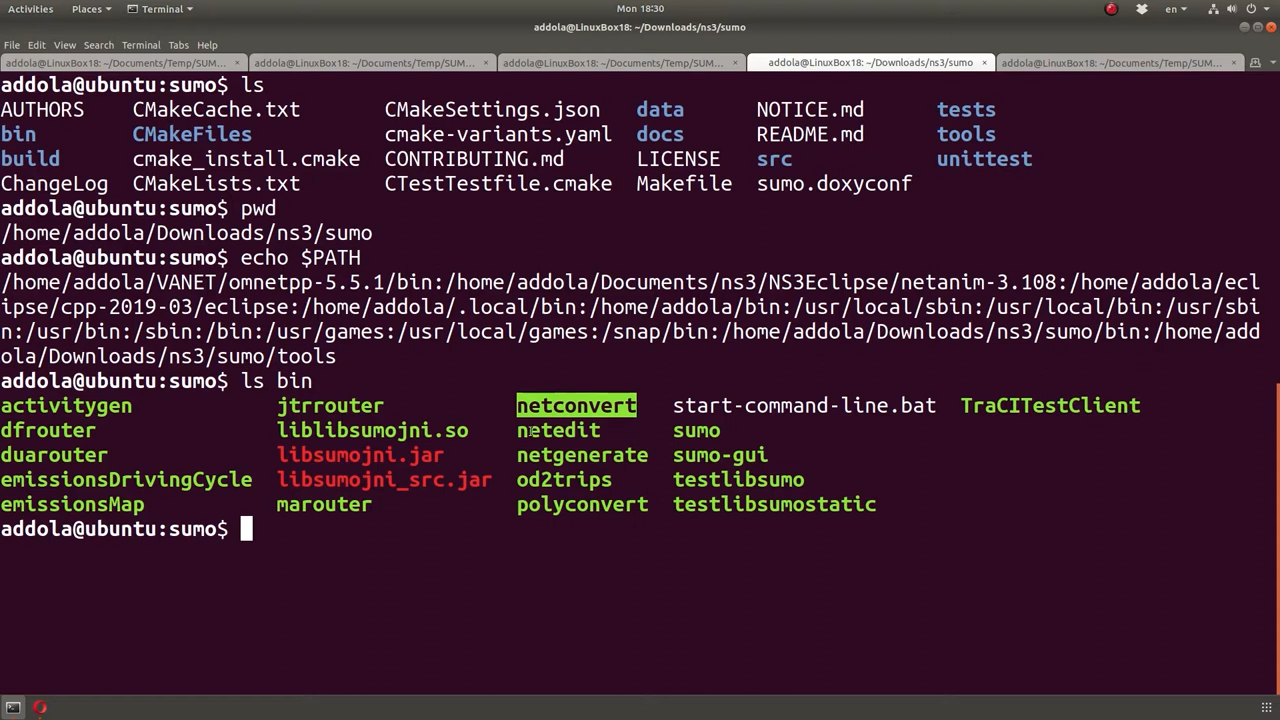 Activities Places Terminal Mon 18:30 en
addola@LinuxBox18: ~/Downloads/ns3/sumo
File Edit View Search Terminal Tabs Help
addola@LinuxBox18: ~/Documents/Temp/SUM... addola@LinuxBox18: ~/Documents/Temp/SUM... addola@LinuxBox18: ~/Documents/Temp/SUM... addola@LinuxBox18: ~/Downloads/ns3/sumo addola@LinuxBox18: ~/Documents/Temp/SUM...
addola@ubuntu:sumo$ ls
AUTHORS CMakeCache.txt CMakeSettings.json data NOTICE.md tests
bin CMakeFiles cmake-variants.yaml docs README.md tools
build cmake_install.cmake CONTRIBUTING.md LICENSE src unittest
ChangeLog CMakeLists.txt CTestTestfile.cmake Makefile sumo.doxyconf
addola@ubuntu:sumo$ pwd
/home/addola/Downloads/ns3/sumo
addola@ubuntu:sumo$ echo $PATH
/home/addola/VANET/omnetpp-5.5.1/bin:/home/addola/Documents/ns3/NS3Eclipse/netanim-3.108:/home/addola/ecl
ipse/cpp-2019-03/eclipse:/home/addola/.local/bin:/home/addola/bin:/usr/local/sbin:/usr/local/bin:/usr/sbi
n:/usr/bin:/sbin:/bin:/usr/games:/usr/local/games:/snap/bin:/home/addola/Downloads/ns3/sumo/bin:/home/add
ola/Downloads/ns3/sumo/tools
addola@ubuntu:sumo$ ls bin
activitygen jtrrouter netconvert start-command-line.bat TraCITestClient
dfrouter liblibsumojni.so netedit sumo
duarouter libsumojni.jar netgenerate sumo-gui
emissionsDrivingCycle libsumojni_src.jar od2trips testlibsumo
emissionsMap marouter polyconvert testlibsumostatic
addola@ubuntu:sumo$